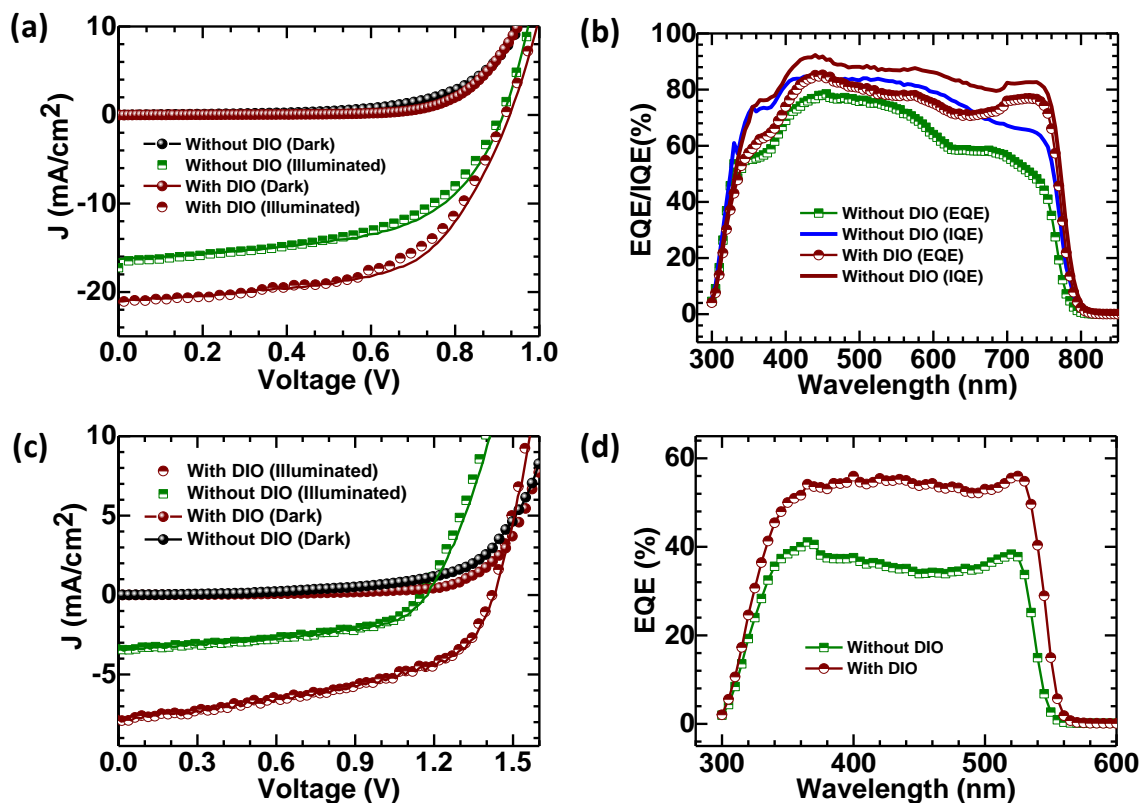 (a)
10
0
-10
-20
J (mA/cm2)
Without DIO (Dark)
Without DIO (Illuminated)
With DIO (Dark)
With DIO (Illuminated)
0.0 0.2 0.4 0.6 0.8 1.0
Voltage (V)
(b)
100
80
60
40
20
0
EQE/IQE(%)
Without DIO (EQE)
Without DIO (IQE)
With DIO (EQE)
Without DIO (IQE)
300 400 500 600 700 800
Wavelength (nm)
(c)
10
5
0
-5
J (mA/cm2)
With DIO (Illuminated)
Without DIO (Illuminated)
With DIO (Dark)
Without DIO (Dark)
0.0 0.3 0.6 0.9 1.2 1.5
Voltage (V)
(d)
60
40
20
0
EQE (%)
Without DIO
With DIO
300 400 500 600
Wavelength (nm)